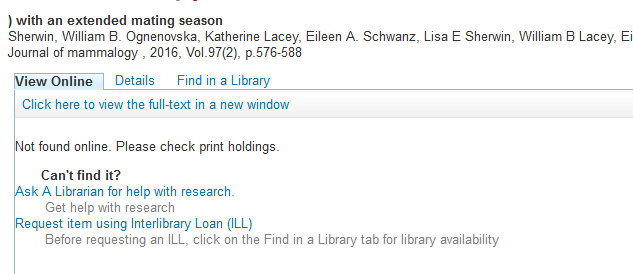 ) with an extended mating season
Sherwin, William B. Ognenovska, Katherine Lacey, Eileen A. Schwanz, Lisa E Sherwin, William B Lacey, Ei
Journal of mammalogy , 2016, Vol.97(2), p.576-588
View Online Details Find in a Library
Click here to view the full-text in a new window
Not found online. Please check print holdings.
Can't find it?
Ask A Librarian for help with research.
Get help with research
Request item using Interlibrary Loan (ILL)
Before requesting an ILL, click on the Find in a Library tab for library availability